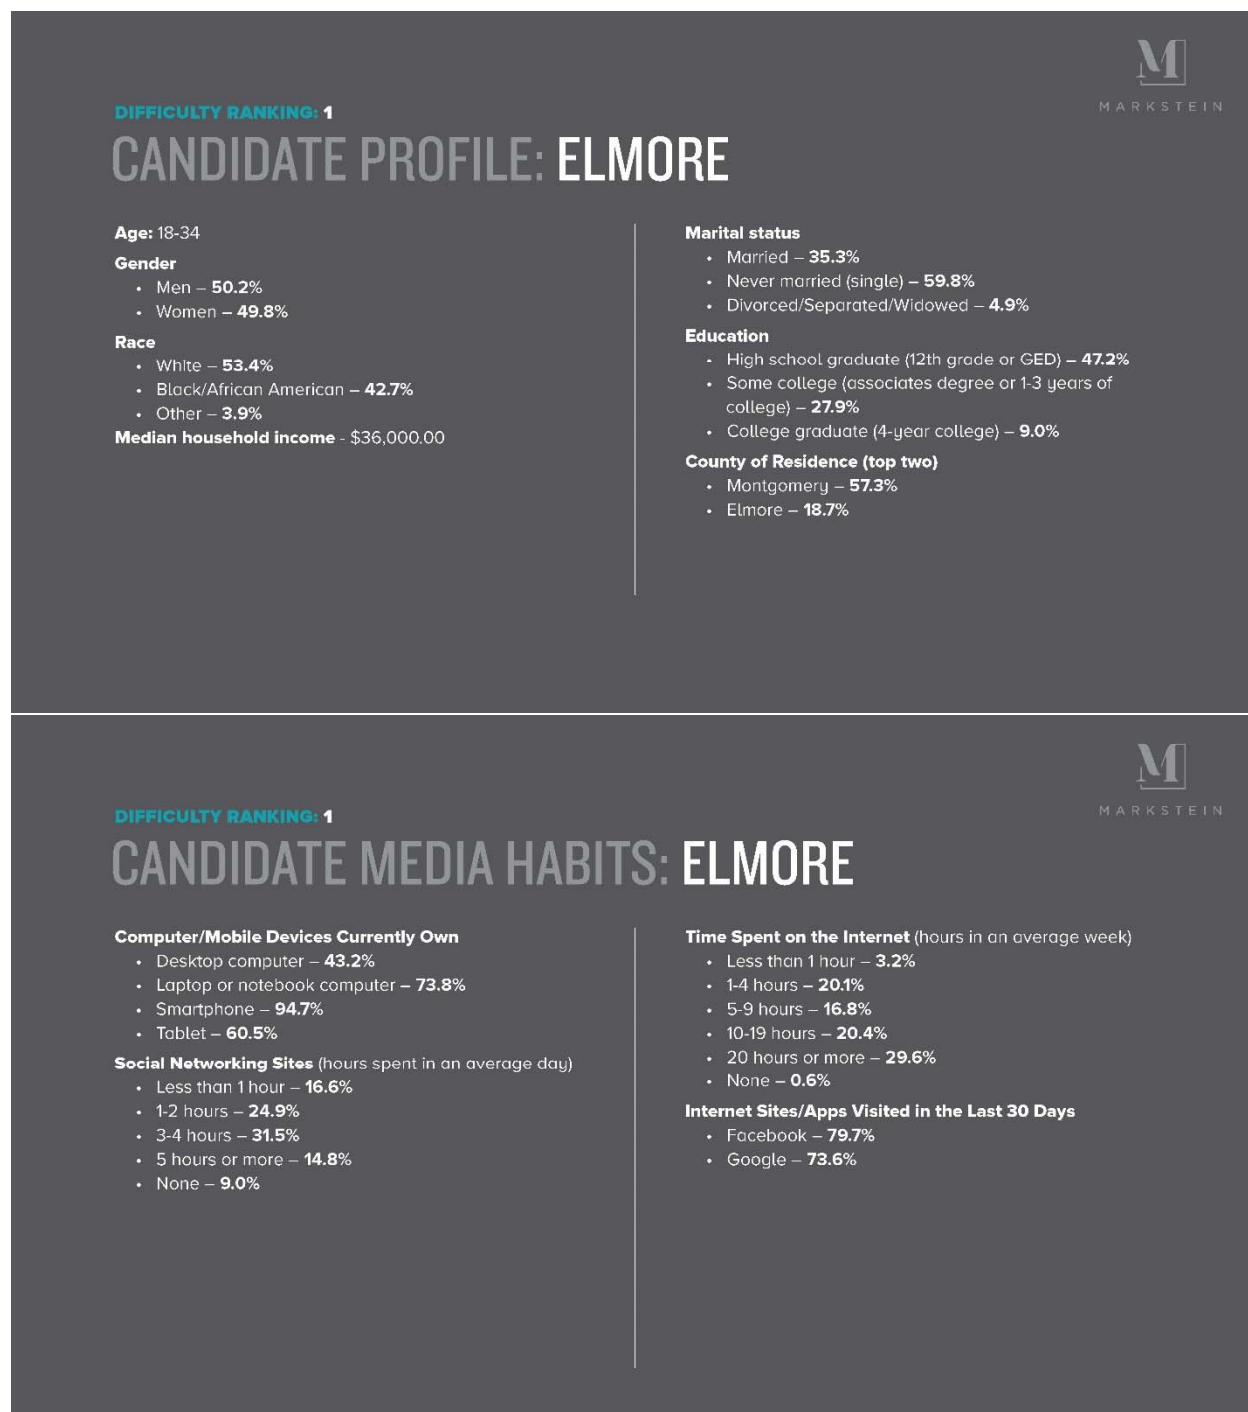 M
MARKSTEIN
DIFFICULTY RANKING: 1
CANDIDATE PROFILE: ELMORE
Age: 18-34
Gender
• Men – 50.2%
• Women – 49.8%
Race
• White – 53.4%
• Black/African American – 42.7%
• Other – 3.9%
Median household income - $36,000.00
Marital status
• Married – 35.3%
• Never married (single) – 59.8%
• Divorced/Separated/Widowed – 4.9%
Education
• High school graduate (12th grade or GED) – 47.2%
• Some college (associates degree or 1-3 years of
college) – 27.9%
• College graduate (4-year college) – 9.0%
County of Residence (top two)
• Montgomery – 57.3%
• Elmore – 18.7%
M
MARKSTEIN
DIFFICULTY RANKING: 1
CANDIDATE MEDIA HABITS: ELMORE
Computer/Mobile Devices Currently Own
• Desktop computer – 43.2%
• Laptop or notebook computer – 73.8%
• Smartphone – 94.7%
• Tablet – 60.5%
Social Networking Sites (hours spent in an average day)
• Less than 1 hour – 16.6%
• 1-2 hours – 24.9%
• 3-4 hours – 31.5%
• 5 hours or more – 14.8%
• None – 9.0%
Time Spent on the Internet (hours in an average week)
• Less than 1 hour – 3.2%
• 1-4 hours – 20.1%
• 5-9 hours – 16.8%
• 10-19 hours – 20.4%
• 20 hours or more – 29.6%
• None – 0.6%
Internet Sites/Apps Visited in the Last 30 Days
• Facebook – 79.7%
• Google – 73.6%